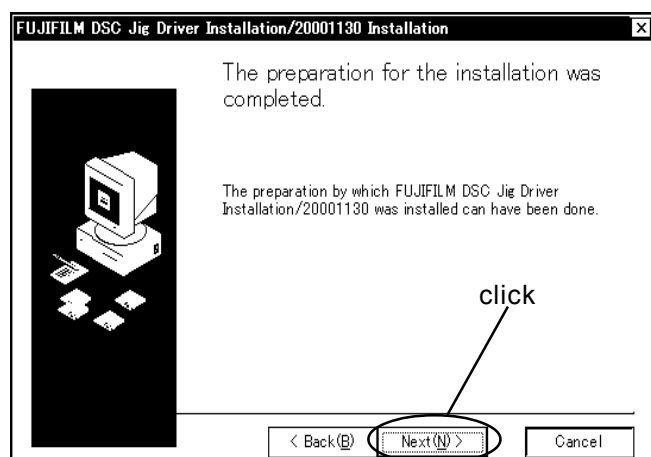 FUJIFILM DSC Jig Driver Installation/20001130 Installation
The preparation for the installation was
completed.
The preparation by which FUJIFILM DSC Jig Driver
Installation/20001130 was installed can have been done.
click
< Back(B) Next(N) > Cancel